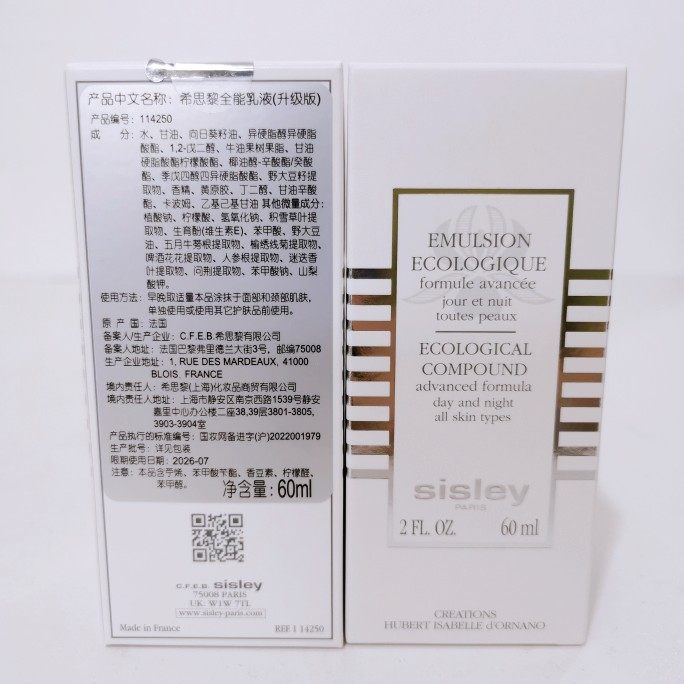 产品中文名称：希思黎全能乳液(升级版)
产品编号：114250
成 分：水、甘油、向日葵籽油、异硬脂醇异硬脂
酸酯、1,2-戊二醇、牛油果树果脂、甘油
硬脂酸酯柠檬酸酯、椰油醇-辛酸酯/癸酸
酯、季戊四醇四异硬脂酸酯、野大豆籽提
取物、香精、黄原胶、丁二醇、甘油辛酸
酯、卡波姆、乙基己基甘油 其他微量成分：
植酸钠、柠檬酸、氢氧化钠、积雪草叶提
取物、生育酚(维生素E)、苯甲酸、野大豆
油、五月牛蒡根提取物、榆绣线菊提取物、
啤酒花花提取物、人参根提取物、迷迭香
叶提取物、问荆提取物、苯甲酸钠、山梨
酸钾。
使用方法：早晚取适量本品涂抹于面部和颈部肌肤，
单独使用或使用其它护肤品前使用。
原 产 国：法国
备案人/生产企业：C.F.E.B.希思黎有限公司
备案人地址：法国巴黎弗里德兰大街3号，邮编75008
生产企业地址：1, RUE DES MARDEAUX, 41000
BLOIS, FRANCE
境内责任人：希思黎(上海)化妆品商贸有限公司
境内责任人地址：上海市静安区南京西路1539号静安
嘉里中心办公楼二座38,39层3801-3805,
3903-3904室
产品执行的标准编号：国妆网备进字(沪)2022001979
生产批号：详见包装
限期使用日期：2026-07
注意：本品含苧烯、苯甲酸苄酯、香豆素、柠檬醛、
苯甲醇。
净含量：60ml
C.F.E.B. sisley
75008 PARIS
UK: W1W 7TL
www.sisley-paris.com
Made in France
REF. 1 14250
EMULSION
ECOLOGIQUE
formule avancée
jour et nuit
toutes peaux
ECOLOGICAL
COMPOUND
advanced formula
day and night
all skin types
sisley
PARIS
2 FL. OZ.
60 ml
CREATIONS
HUBERT ISABELLE d'ORNANO